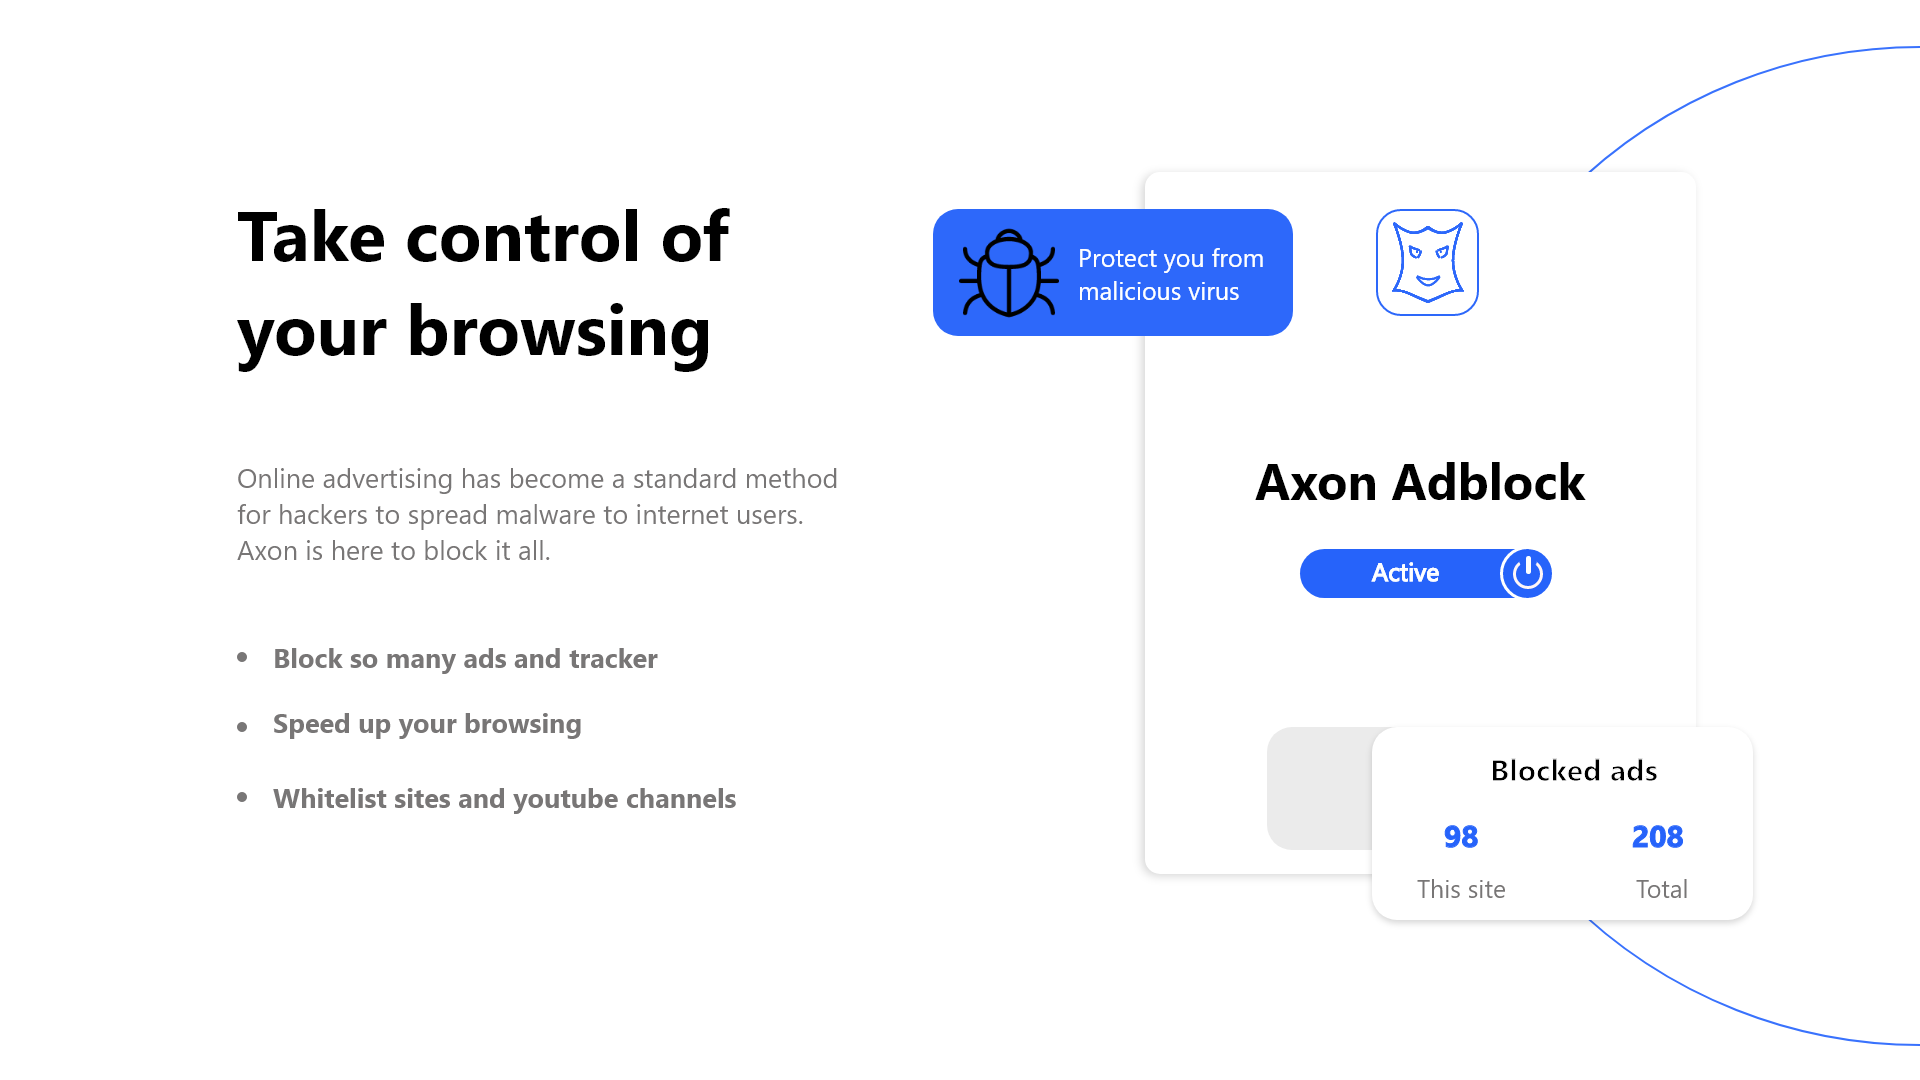 Take control of
your browsing
Online advertising has become a standard method
for hackers to spread malware to internet users.
Axon is here to block it all.
Block so many ads and tracker
Speed up your browsing
Whitelist sites and youtube channels
Protect you from
malicious virus
Axon Adblock
Active
Blocked ads
98 208
This site Total